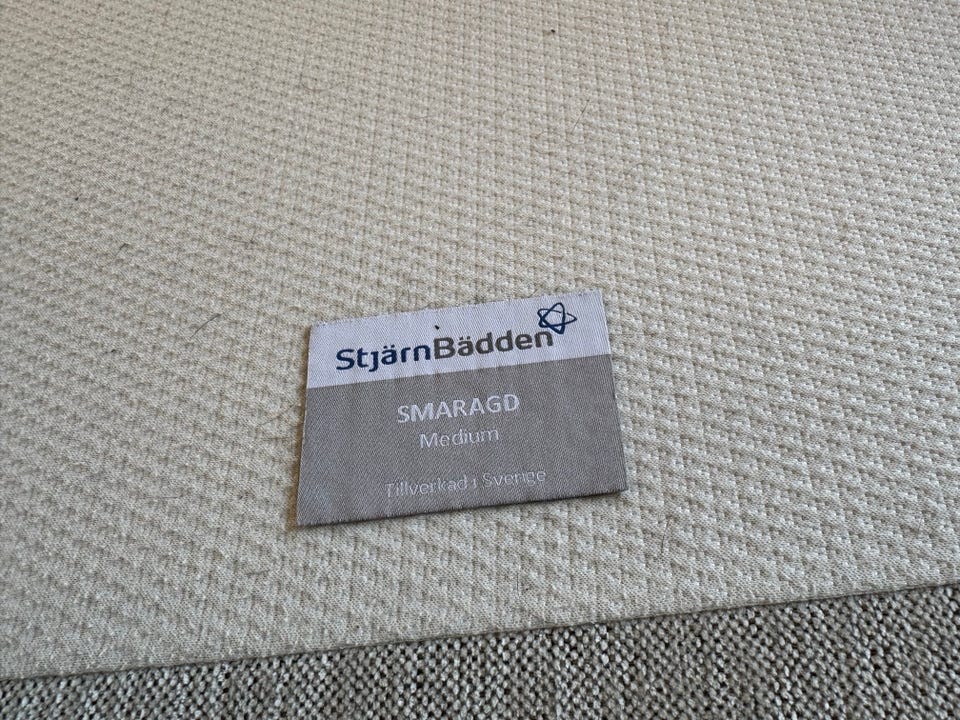 StjärnBädden
SMARAGD
Medium
Tillverkad i Sverige